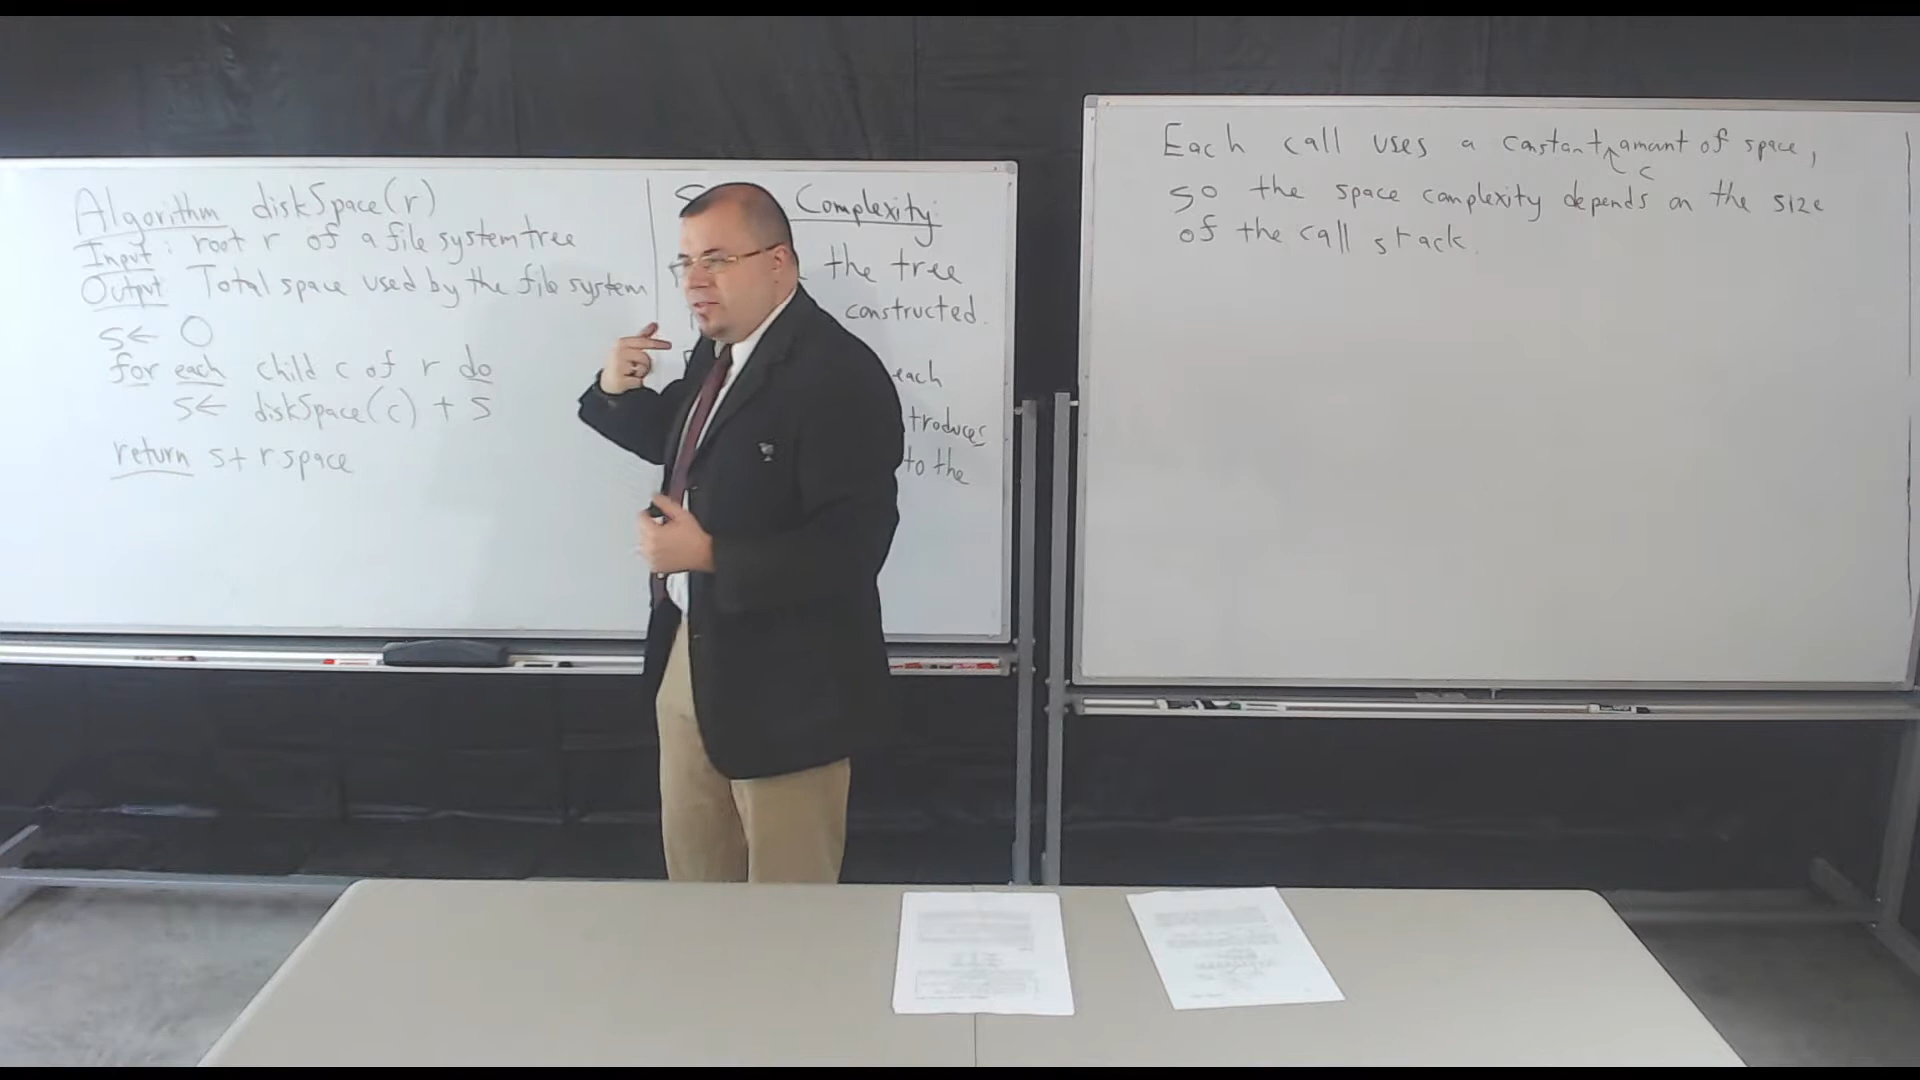 Algorithm diskSpace(r)
Input: root r of a file system tree
Output: Total space used by the file system
s ← 0
for each child c of r do
s ← diskSpace(c) + s
return s + r space
Complexity:
the tree
constructed.
each
troduces
to the
Each call uses a constant amount of space,
c
so the space complexity depends on the size
of the call stack.